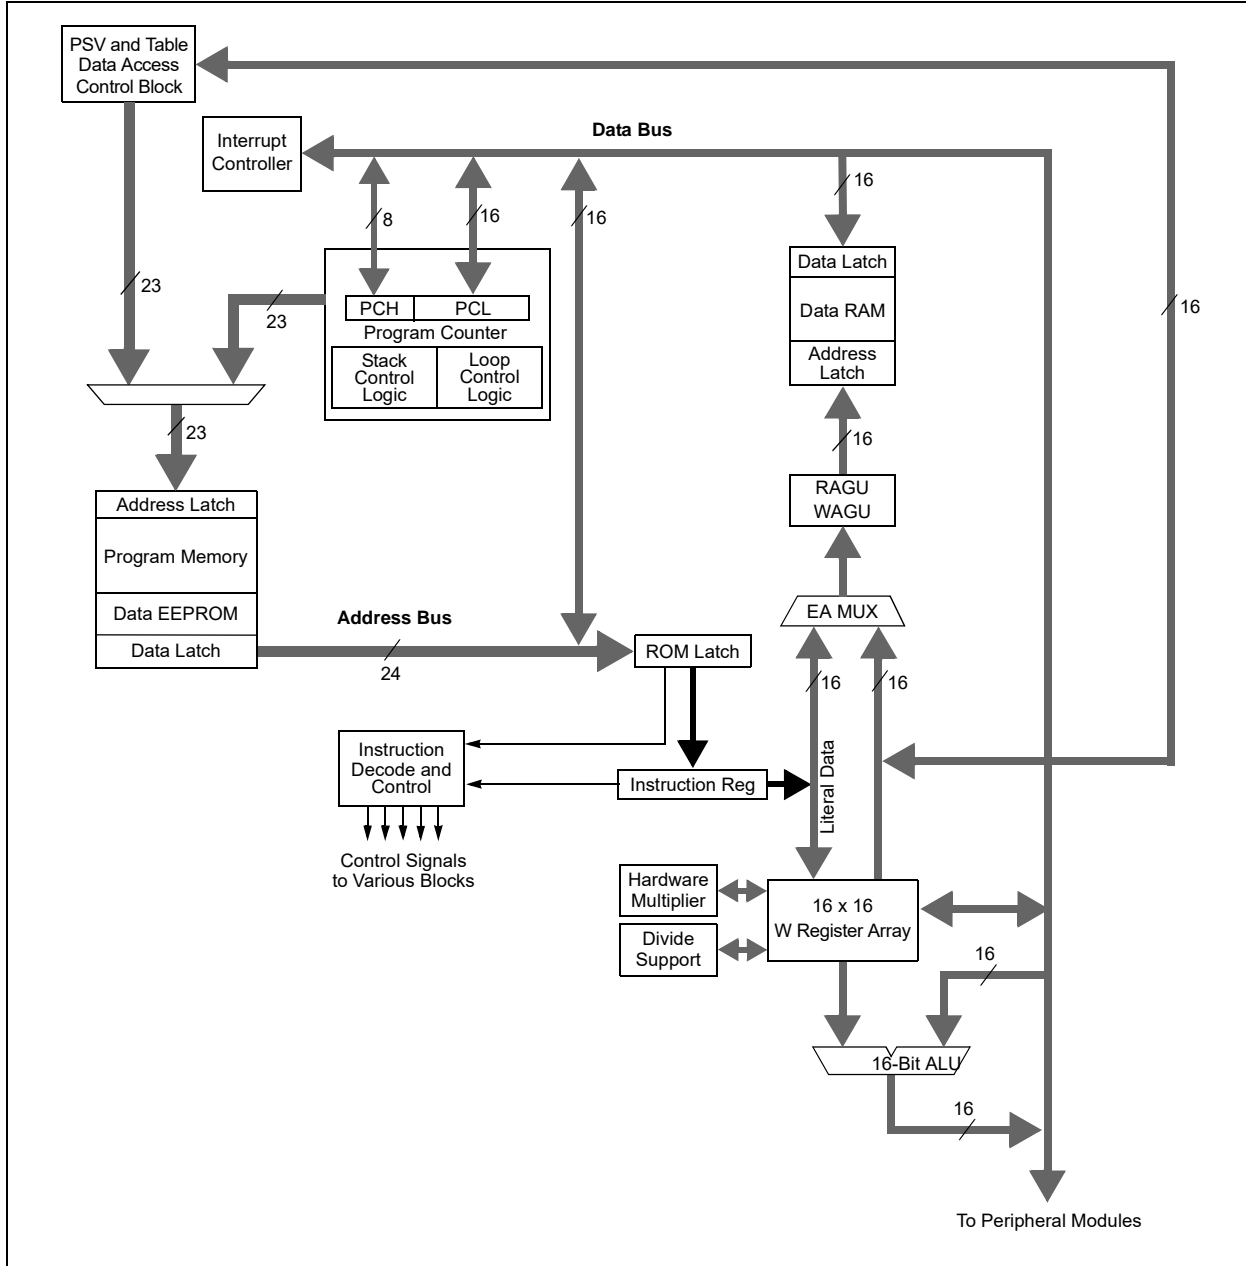 PSV and Table
Data Access
Control Block
Interrupt
Controller
Data Bus
8
16
16
16
23
23
PCH
PCL
Program Counter
Stack
Control
Logic
Loop
Control
Logic
Data Latch
Data RAM
Address
Latch
16
23
16
RAGU
WAGU
Address Latch
Program Memory
Data EEPROM
Data Latch
Address Bus
24
EA MUX
ROM Latch
16
16
Instruction
Decode and
Control
Instruction Reg
Literal Data
Control Signals
to Various Blocks
Hardware
Multiplier
Divide
Support
16 x 16
W Register Array
16
16-Bit ALU
16
To Peripheral Modules